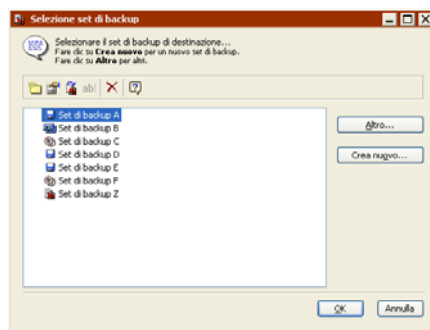 Selezione set di backup
Selezionare il set di backup di destinazione...
Fare clic su Crea nuovo per un nuovo set di backup.
Fare clic su Altro per altri.
ab|
Set di backup A
Set di backup B
Set di backup C
Set di backup D
Set di backup E
Set di backup F
Set di backup Z
Altro...
Crea nuovo...
OK
Annulla